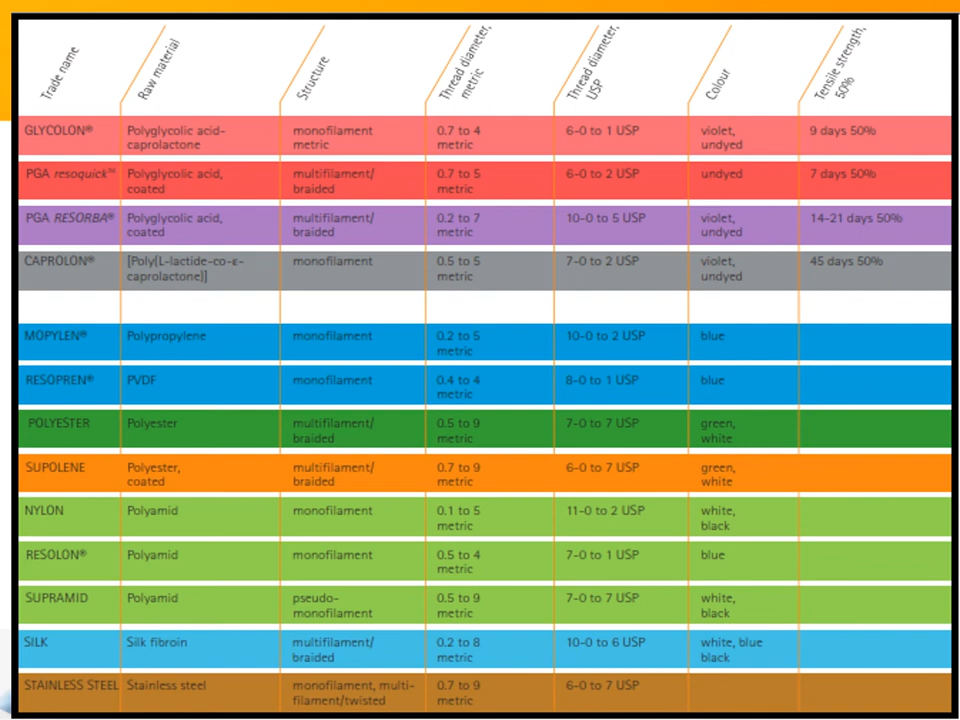 Trade name
Raw material
Structure
Thread diameter,
metric
Thread diameter,
USP
Colour
Tensile strength,
50%
GLYCOLON®
Polyglycolic acid-
caprolactone
monofilament
metric
0.7 to 4
metric
6-0 to 1 USP
violet,
undyed
9 days 50%
PGA resoquick™
Polyglycolic acid,
coated
multifilament/
braided
0.7 to 5
metric
6-0 to 2 USP
undyed
7 days 50%
PGA RESORBA®
Polyglycolic acid,
coated
multifilament/
braided
0.2 to 7
metric
10-0 to 5 USP
violet,
undyed
14-21 days 50%
CAPROLON®
[Poly(L-lactide-co-ε-
caprolactone)]
monofilament
0.5 to 5
metric
7-0 to 2 USP
violet,
undyed
45 days 50%
MOPYLEN®
Polypropylene
monofilament
0.2 to 5
metric
10-0 to 2 USP
blue
RESOPREN®
PVDF
monofilament
0.4 to 4
metric
8-0 to 1 USP
blue
POLYESTER
Polyester
multifilament/
braided
0.5 to 9
metric
7-0 to 7 USP
green,
white
SUPOLENE
Polyester,
coated
multifilament/
braided
0.7 to 9
metric
6-0 to 7 USP
green,
white
NYLON
Polyamid
monofilament
0.1 to 5
metric
11-0 to 2 USP
white,
black
RESOLON®
Polyamid
monofilament
0.5 to 4
metric
7-0 to 1 USP
blue
SUPRAMID
Polyamid
pseudo-
monofilament
0.5 to 9
metric
7-0 to 7 USP
white,
black
SILK
Silk fibroin
multifilament/
braided
0.2 to 8
metric
10-0 to 6 USP
white, blue
black
STAINLESS STEEL
Stainless steel
monofilament, multi-
filament/twisted
0.7 to 9
metric
6-0 to 7 USP